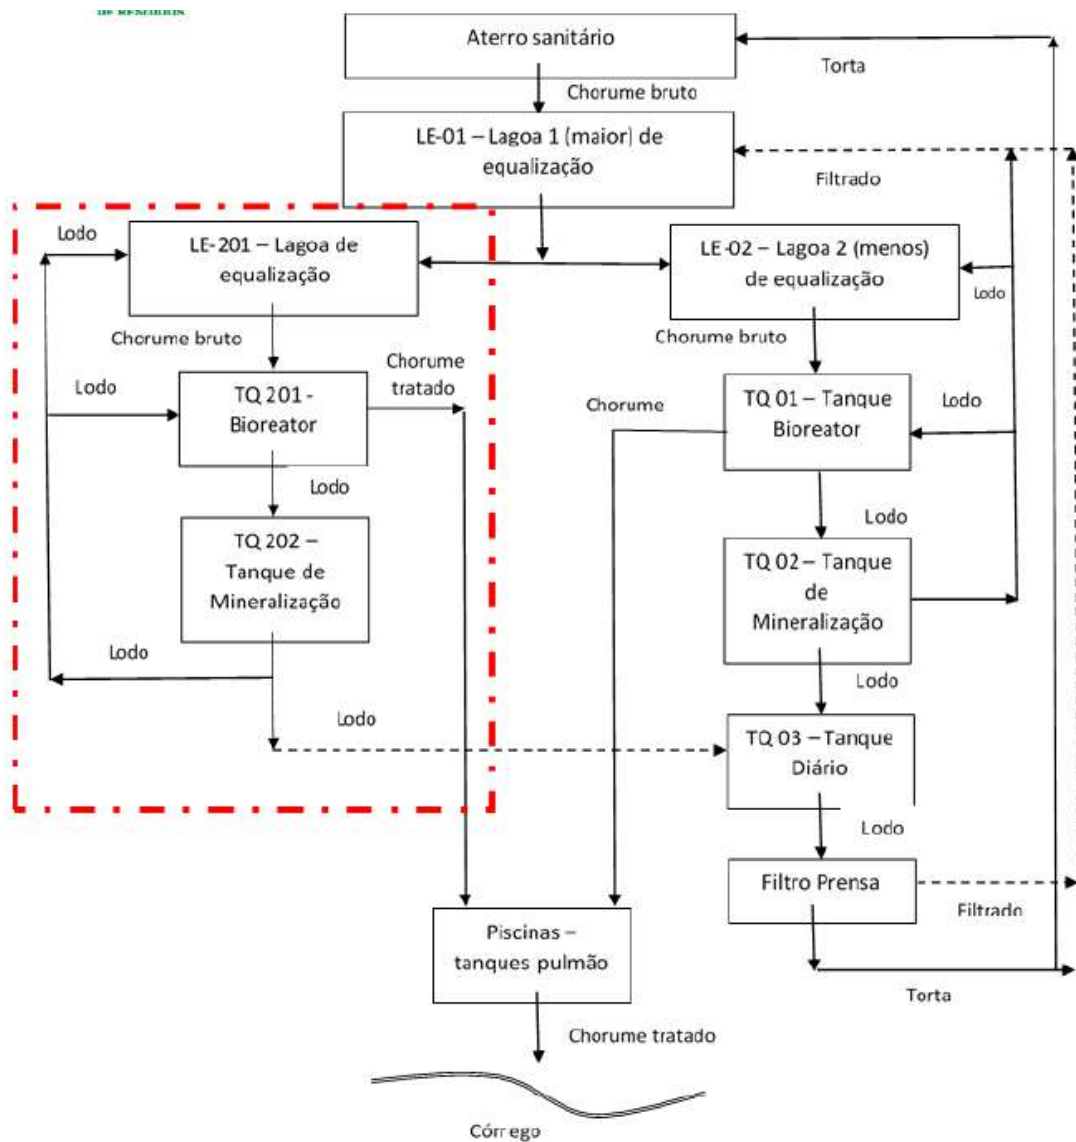 Aterro sanitário
Torta
Chorume bruto
LE-01 – Lagoa 1 (maior) de
equalização
Filtrado
Lodo
LE-201 – Lagoa de
equalização
LE-02 – Lagoa 2 (menos)
de equalização
Lodo
Chorume bruto
Chorume bruto
Chorume
tratado
Lodo
TQ 201 -
Bioreator
Chorume
TQ 01 – Tanque
Bioreator
Lodo
Lodo
Lodo
TQ 202 –
Tanque de
Mineralização
TQ 02 – Tanque
de
Mineralização
Lodo
Lodo
Lodo
TQ 03 – Tanque
Diário
Lodo
Filtro Prensa
Filtrado
Piscinas –
tanques pulmão
Torta
Chorume tratado
Córrego